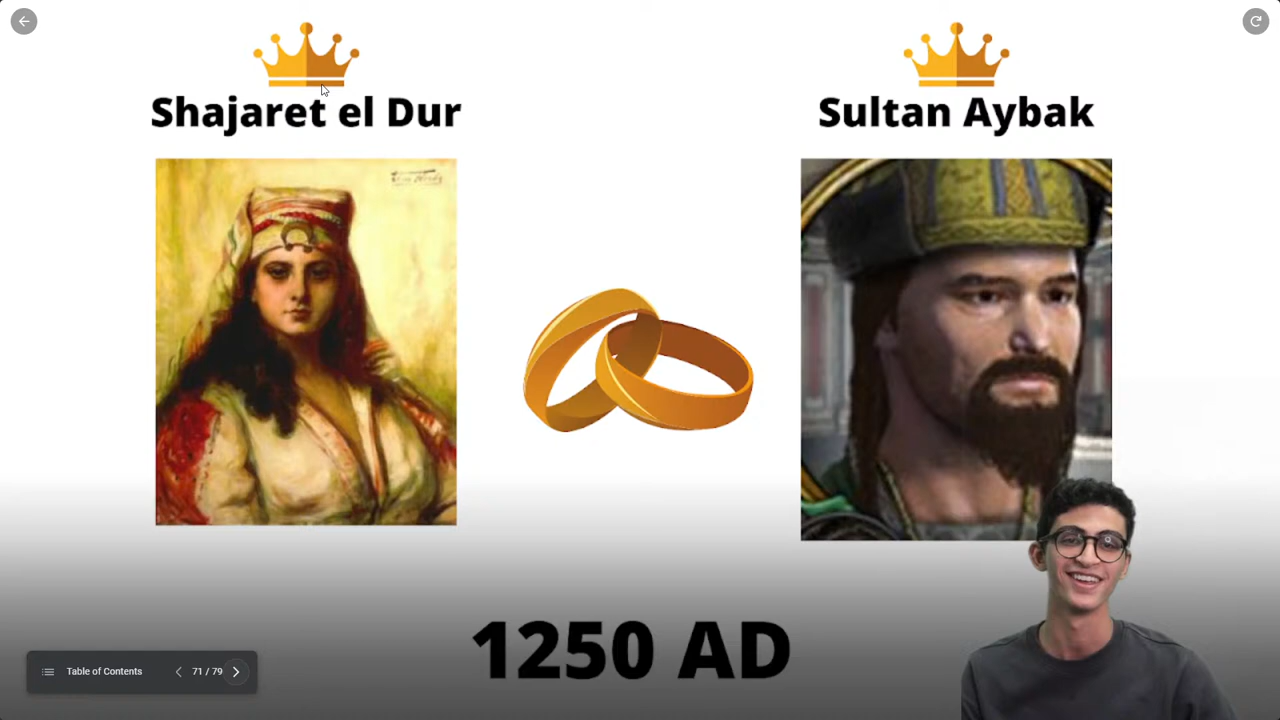 Shajaret el Dur
Sultan Aybak
1250 AD
Table of Contents
71 / 79